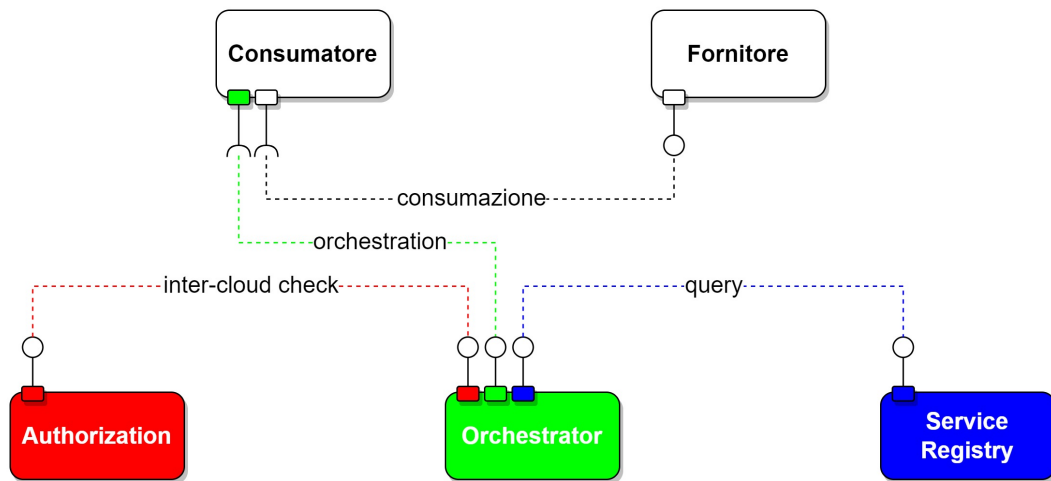 Consumatore
Fornitore
consumazione
orchestration
inter-cloud check
query
Authorization
Orchestrator
Service
Registry